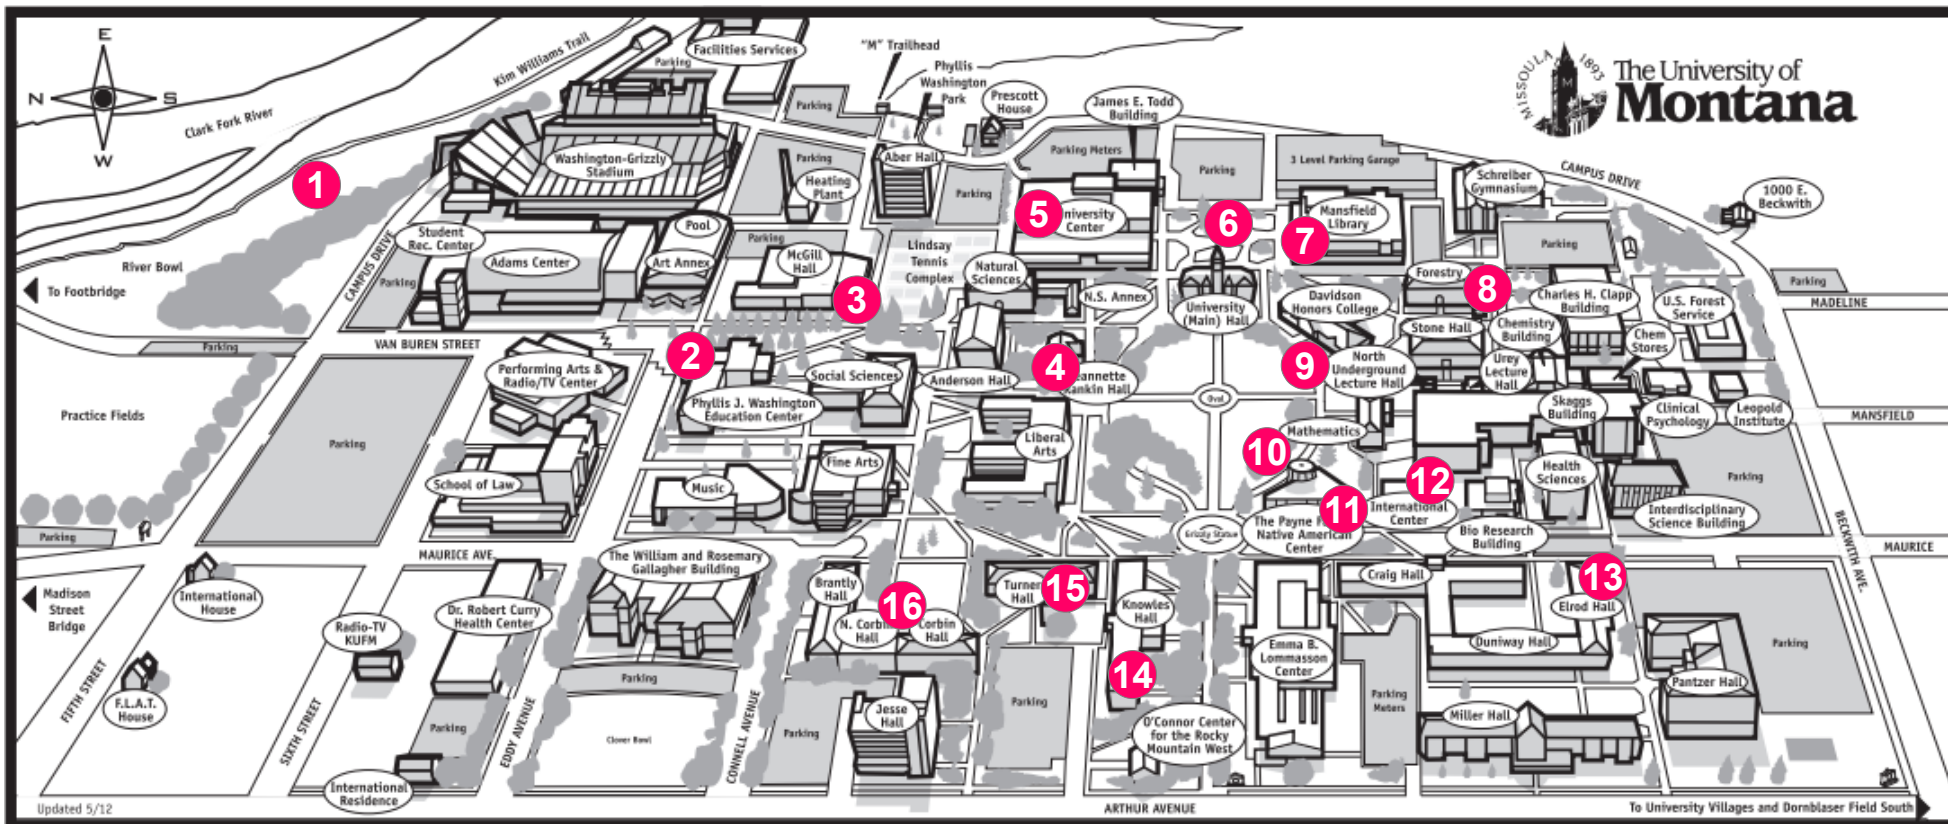 E
N
S
W
Clark Fork River
Kim Williams Trail
Parking
Facilities Services
"M" Trailhead
Phyllis
Washington
Park
Prescott
House
James E. Todd
Building
MISSOULA
1893
The University of
Montana
Parking
Parking Meters
Parking
3 Level Parking Garage
CAMPUS DRIVE
Washington-Grizzly
Stadium
Parking
Aber Hall
Heating
Plant
Parking
Schreiber
Gymnasium
1000 E.
Beckwith
1
5
University
Center
6
7
Mansfield
Library
Student
Rec. Center
Pool
Parking
Parking
River Bowl
CAMPUS DRIVE
Adams Center
Art Annex
McGill
Hall
Lindsay
Tennis
Complex
Natural
Sciences
Forestry
8
To Footbridge
Parking
3
N.S. Annex
University
(Main) Hall
Davidson
Honors College
Charles H. Clapp
Building
U.S. Forest
Service
Parking
MADELINE
Parking
VAN BUREN STREET
2
4
9
Stone Hall
Chemistry
Building
Chem
Stores
Performing Arts &
Radio/TV Center
Social Sciences
Anderson Hall
Jeannette
Rankin Hall
North
Underground
Lecture Hall
Urey
Lecture
Hall
Practice Fields
Phyllis J. Washington
Education Center
Oval
Skaggs
Building
Clinical
Psychology
Leopold
Institute
MANSFIELD
Parking
Liberal
Arts
Mathematics
10
School of Law
Music
Fine Arts
12
Health
Sciences
Parking
11
International
Center
Interdisciplinary
Science Building
Parking
Grizzly Statue
The Payne
Native American
Center
Bio Research
Building
BECKWITH AVE.
MAURICE AVE.
MAURICE
The William and Rosemary
Gallagher Building
Madison
Street
Bridge
International
House
Dr. Robert Curry
Health Center
Brantly
Hall
16
Turner
Hall
15
Knowles
Hall
Craig Hall
13
Elrod Hall
Radio-TV
KUFM
N. Corbin
Hall
Corbin
Hall
Emma B.
Lommasson
Center
Duniway Hall
Parking
FIFTH STREET
F.L.A.T.
House
SIXTH STREET
Parking
14
Parking
Parking
Meters
Pantzer Hall
Parking
EDDY AVENUE
Clover Bowl
CONNELL AVENUE
Parking
Jesse
Hall
O'Connor Center
for the Rocky
Mountain West
Miller Hall
International
Residence
Updated 5/12
ARTHUR AVENUE
To University Villages and Dornblaser Field South